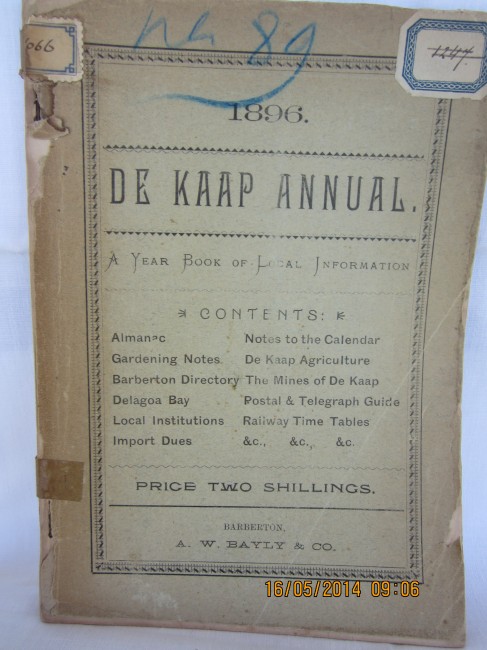 066
1896.
DE KAAP ANNUAL.
A YEAR BOOK OF LOCAL INFORMATION
CONTENTS:
Almanac Notes to the Calendar
Gardening Notes. De Kaap Agriculture
Barberton Directory The Mines of De Kaap
Delagoa Bay Postal & Telegraph Guide
Local Institutions Railway Time Tables
Import Dues &c., &c., &c.
PRICE TWO SHILLINGS.
BARBERTON,
A. W. BAYLY & CO.
16/05/2014 09:06